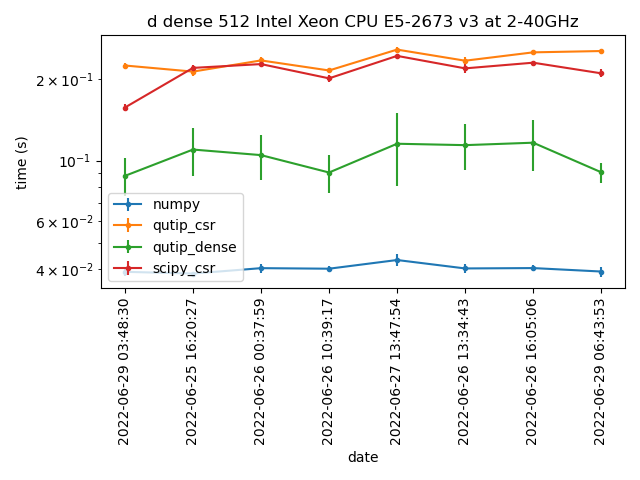 d dense 512 Intel Xeon CPU E5-2673 v3 at 2-40GHz
time (s)
2 × 10⁻¹
10⁻¹
6 × 10⁻²
4 × 10⁻²
numpy
qutip_csr
qutip_dense
scipy_csr
2022-06-29 03:48:30
2022-06-25 16:20:27
2022-06-26 00:37:59
2022-06-26 10:39:17
2022-06-27 13:47:54
2022-06-26 13:34:43
2022-06-26 16:05:06
2022-06-29 06:43:53
date